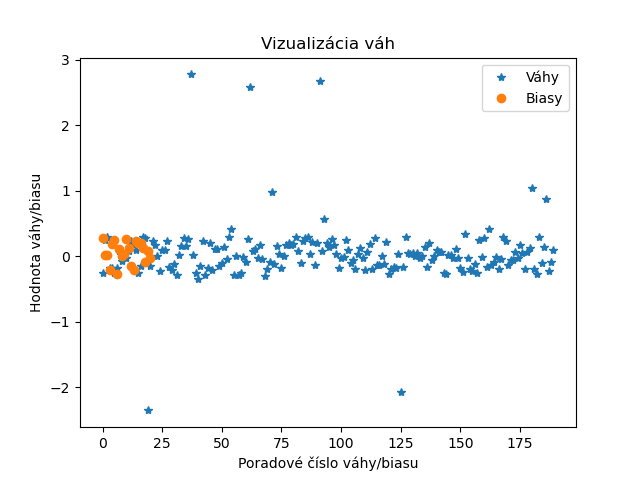 Vizualizácia váh
Váhy
Biasy
Hodnota váhy/biasu
3
2
1
0
−1
−2
0
25
50
75
100
125
150
175
Poradové číslo váhy/biasu